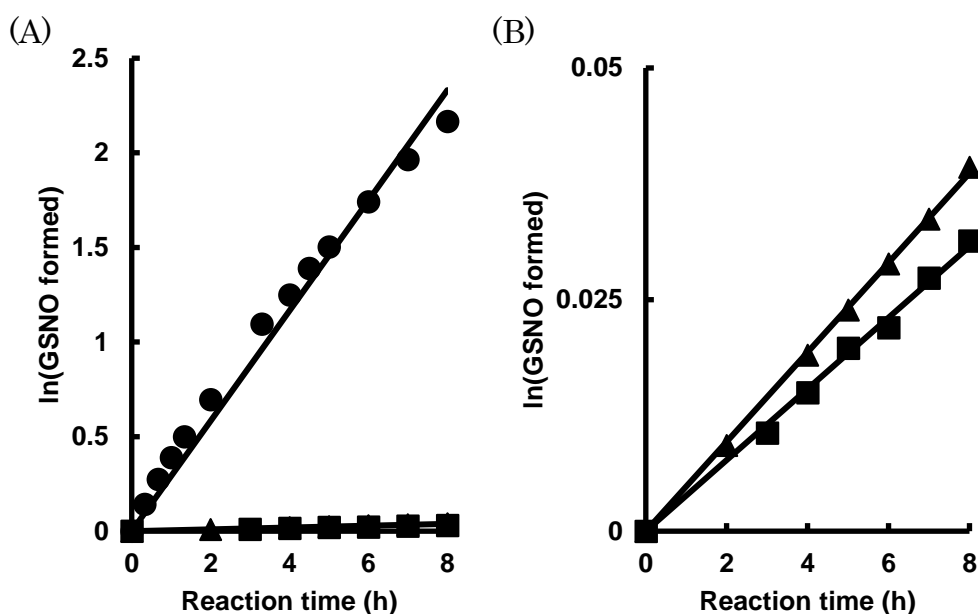 (A)
2.5
2
1.5
1
0.5
0
0 2 4 6 8
ln(GSNO formed)
Reaction time (h)
(B)
0.05
0.025
0
0 2 4 6 8
ln(GSNO formed)
Reaction time (h)